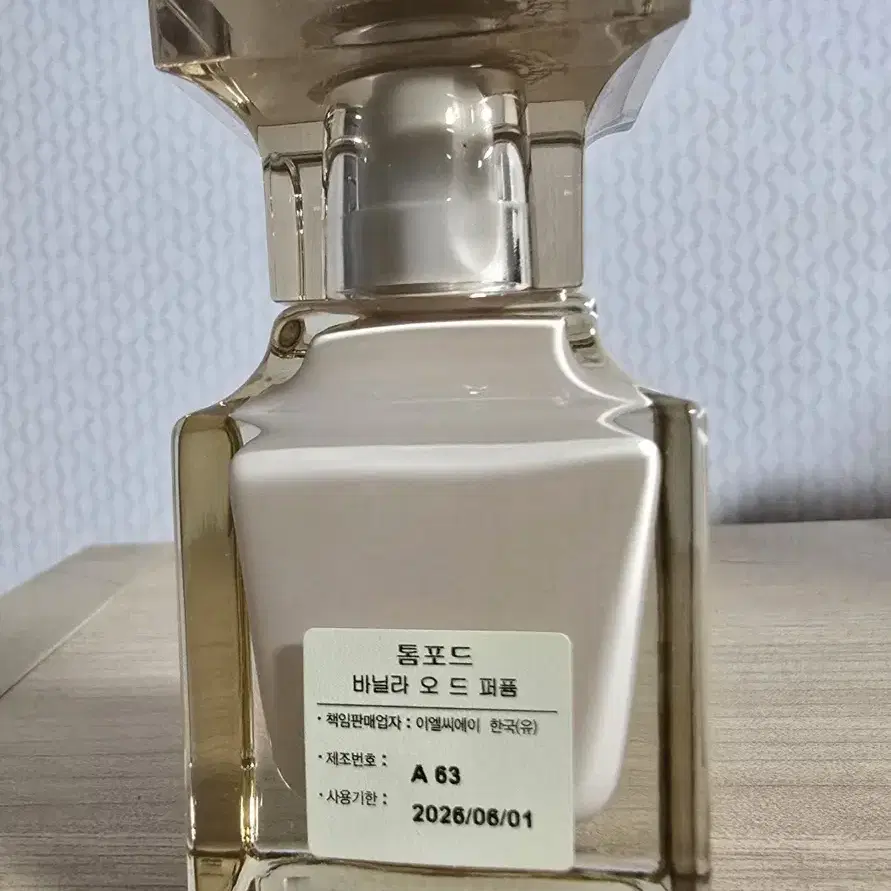 톰포드
바닐라 오 드 퍼퓸
· 책임판매업자 : 이엘씨에이 한국(유)
· 제조번호 : A 63
· 사용기한 : 2026/06/01